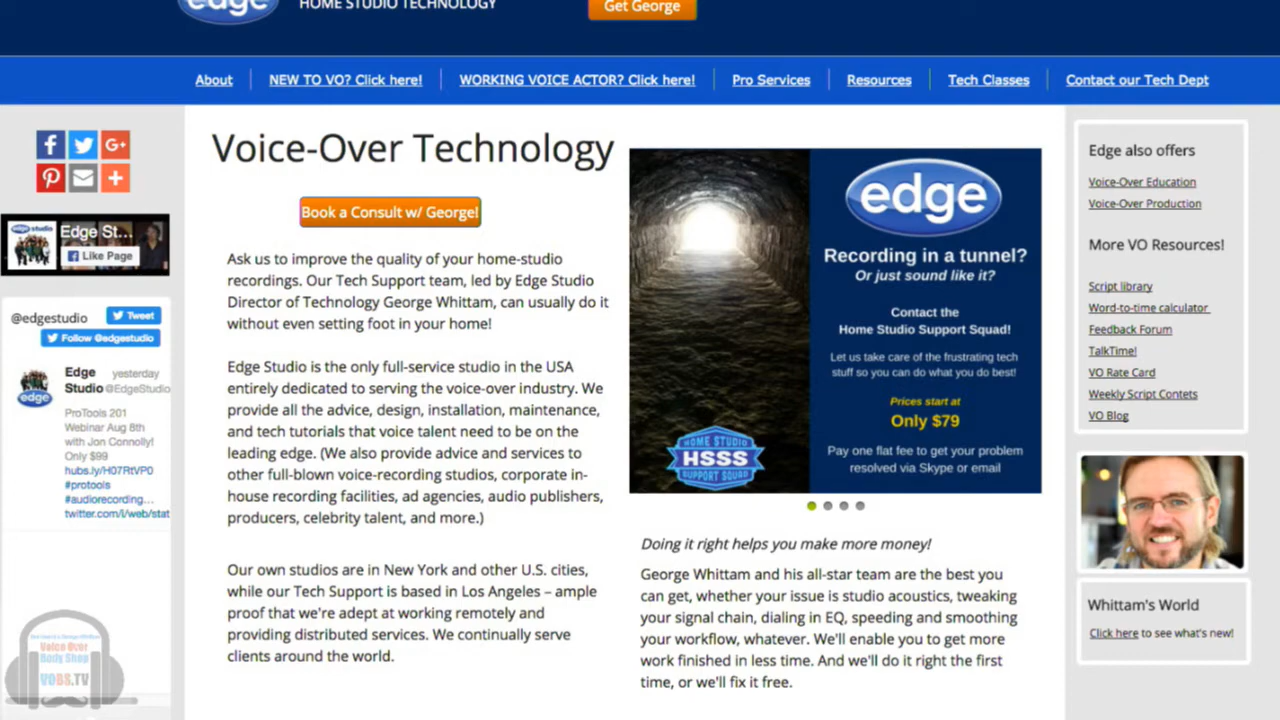 edge
HOME STUDIO TECHNOLOGY
Get George
About
NEW TO VO? Click here!
WORKING VOICE ACTOR? Click here!
Pro Services
Resources
Tech Classes
Contact our Tech Dept
Edge St...
Like Page
@edgestudio
Tweet
Follow @edgestudio
Edge
Studio @EdgeStudio
yesterday
edge
ProTools 201
Webinar Aug 8th
with Jon Connolly!
Only $99
hubs.ly/H07RtVP0
#protools
#audiorecording...
twitter.com/i/web/stat
Voice Over
Body Shop
VOBS.TV
Voice-Over Technology
Book a Consult w/ George!
Ask us to improve the quality of your home-studio
recordings. Our Tech Support team, led by Edge Studio
Director of Technology George Whittam, can usually do it
without even setting foot in your home!
Edge Studio is the only full-service studio in the USA
entirely dedicated to serving the voice-over industry. We
provide all the advice, design, installation, maintenance,
and tech tutorials that voice talent need to be on the
leading edge. (We also provide advice and services to
other full-blown voice-recording studios, corporate in-
house recording facilities, ad agencies, audio publishers,
producers, celebrity talent, and more.)
Our own studios are in New York and other U.S. cities,
while our Tech Support is based in Los Angeles – ample
proof that we're adept at working remotely and
providing distributed services. We continually serve
clients around the world.
edge
Recording in a tunnel?
Or just sound like it?
Contact the
Home Studio Support Squad!
Let us take care of the frustrating tech
stuff so you can do what you do best!
Prices start at
Only $79
Pay one flat fee to get your problem
resolved via Skype or email
HOME STUDIO
HSSS
SUPPORT SQUAD
Doing it right helps you make more money!
George Whittam and his all-star team are the best you
can get, whether your issue is studio acoustics, tweaking
your signal chain, dialing in EQ, speeding and smoothing
your workflow, whatever. We'll enable you to get more
work finished in less time. And we'll do it right the first
time, or we'll fix it free.
Edge also offers
Voice-Over Education
Voice-Over Production
More VO Resources!
Script library
Word-to-time calculator
Feedback Forum
TalkTime!
VO Rate Card
Weekly Script Contets
VO Blog
Whittam's World
Click here to see what's new!